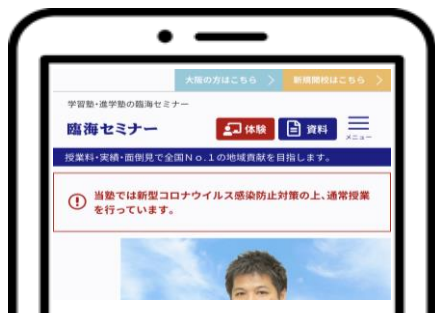 大阪の方はこちら 〉 新規開校はこちら 〉
学習塾・進学塾の臨海セミナー
臨海セミナー 体験 資料
メニュー
授業料・実績・面倒見で全国No.1の地域貢献を目指します。
当塾では新型コロナウイルス感染防止対策の上、通常授業
を行っています。